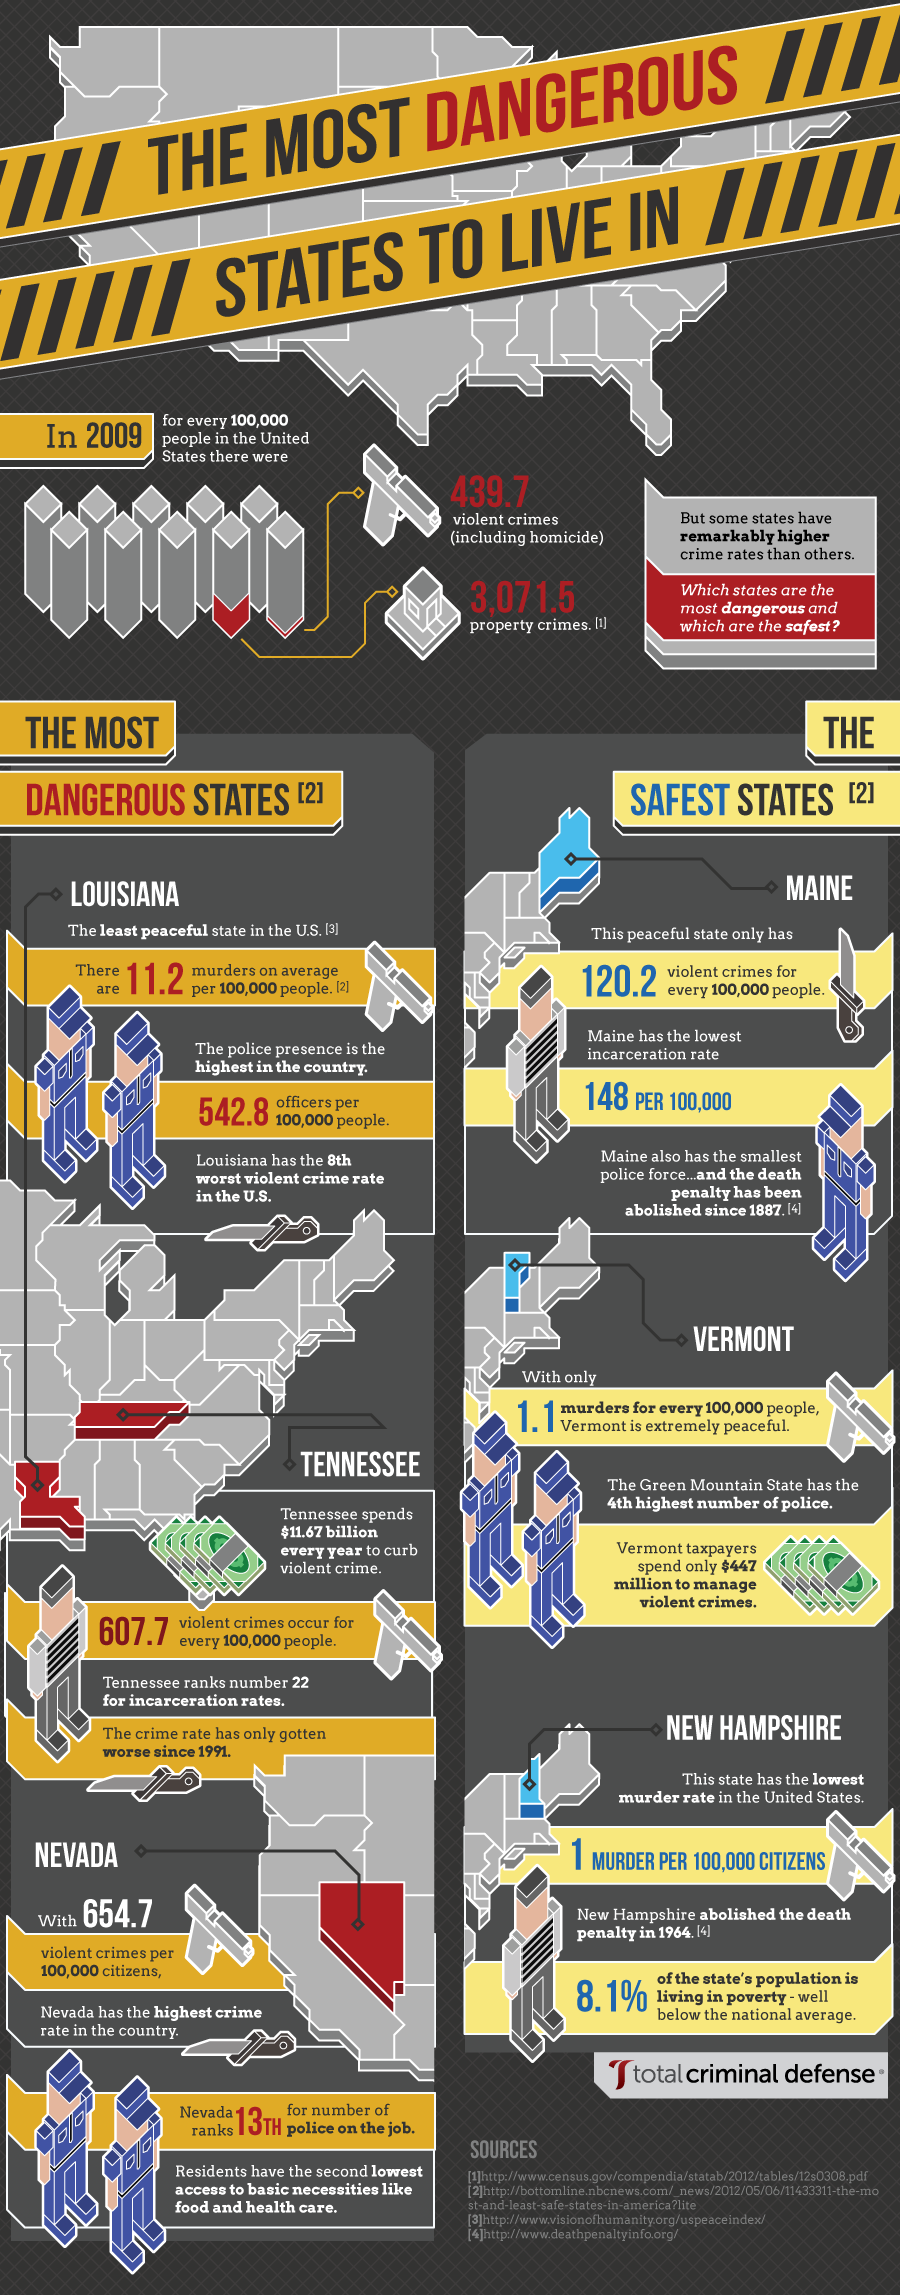 THE MOST DANGEROUS
STATES TO LIVE IN
In 2009
for every 100,000
people in the United
States there were
439.7
violent crimes
(including homicide)
3,071.5
property crimes. [1]
But some states have
remarkably higher
crime rates than others.
Which states are the
most dangerous and
which are the safest?
THE MOST
DANGEROUS STATES [2]
LOUISIANA
The least peaceful state in the U.S. [3]
There are 11.2 murders on average
per 100,000 people. [2]
The police presence is the
highest in the country.
542.8 officers per
100,000 people.
Louisiana has the 8th
worst violent crime rate
in the U.S.
TENNESSEE
Tennessee spends
$11.67 billion
every year to curb
violent crime.
607.7 violent crimes occur for
every 100,000 people.
Tennessee ranks number 22
for incarceration rates.
The crime rate has only gotten
worse since 1991.
NEVADA
With 654.7
violent crimes per
100,000 citizens,
Nevada has the highest crime
rate in the country.
Nevada ranks 13TH for number of
police on the job.
Residents have the second lowest
access to basic necessities like
food and health care.
THE
SAFEST STATES [2]
MAINE
This peaceful state only has
120.2 violent crimes for
every 100,000 people.
Maine has the lowest
incarceration rate
148 PER 100,000
Maine also has the smallest
police force...and the death
penalty has been
abolished since 1887. [4]
VERMONT
With only
1.1 murders for every 100,000 people,
Vermont is extremely peaceful.
The Green Mountain State has the
4th highest number of police.
Vermont taxpayers
spend only $447
million to manage
violent crimes.
NEW HAMPSHIRE
This state has the lowest
murder rate in the United States.
1 MURDER PER 100,000 CITIZENS
New Hampshire abolished the death
penalty in 1964. [4]
8.1% of the state's population is
living in poverty - well
below the national average.
total criminal defense
SOURCES
[1]http://www.census.gov/compendia/statab/2012/tables/12s0308.pdf
[2]http://bottomline.nbcnews.com/_news/2012/05/06/11433311-the-mo
st-and-least-safe-states-in-america?lite
[3]http://www.visionofhumanity.org/uspeaceindex/
[4]http://www.deathpenaltyinfo.org/